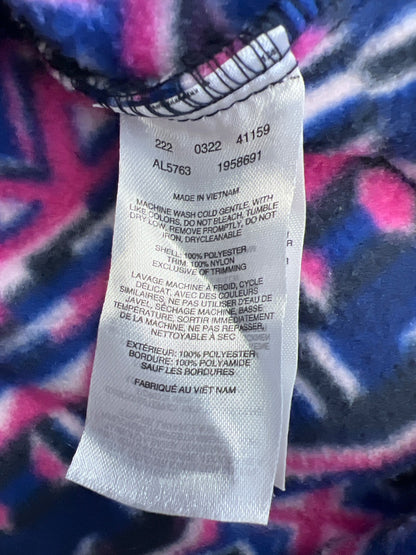 222 0322 41159
AL5763 1958691
MADE IN VIETNAM
MACHINE WASH COLD GENTLE, WITH
LIKE COLORS, DO NOT BLEACH, TUMBLE
DRY LOW, REMOVE PROMPTLY, DO NOT
IRON, DRYCLEANABLE
SHELL: 100% POLYESTER
TRIM: 100% NYLON
EXCLUSIVE OF TRIMMING
LAVAGE MACHINE A FROID, CYCLE
DÉLICAT, AVEC DES COULEURS
SIMILAIRES, NE PAS UTILISER D'EAU DE
JAVEL, SÉCHAGE MACHINE, BASSE
TEMPÉRATURE, SORTIR IMMÉDIATEMENT
DE LA MACHINE, NE PAS REPASSER,
NETTOYABLE À SEC
EXTÉRIEUR: 100% POLYESTER
BORDURE: 100% POLYAMIDE
SAUF LES BORDURES
FABRIQUÉ AU VIÊT NAM